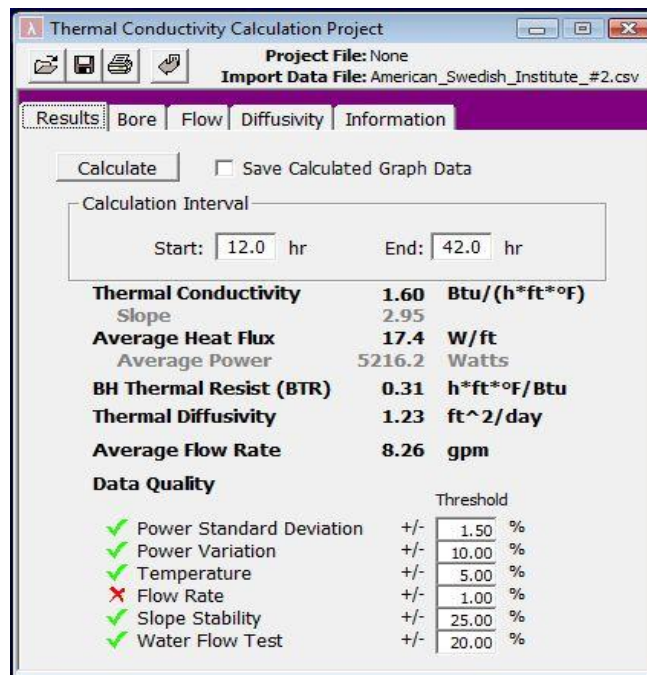 λ Thermal Conductivity Calculation Project
Project File: None
Import Data File: American_Swedish_Institute_#2.csv
Results Bore Flow Diffusivity Information
Calculate Save Calculated Graph Data
Calculation Interval
Start: 12.0 hr End: 42.0 hr
Thermal Conductivity 1.60 Btu/(h*ft*°F)
Slope 2.95
Average Heat Flux 17.4 W/ft
Average Power 5216.2 Watts
BH Thermal Resist (BTR) 0.31 h*ft*°F/Btu
Thermal Diffusivity 1.23 ft^2/day
Average Flow Rate 8.26 gpm
Data Quality
Threshold
Power Standard Deviation +/- 1.50 %
Power Variation +/- 10.00 %
Temperature +/- 5.00 %
Flow Rate +/- 1.00 %
Slope Stability +/- 25.00 %
Water Flow Test +/- 20.00 %